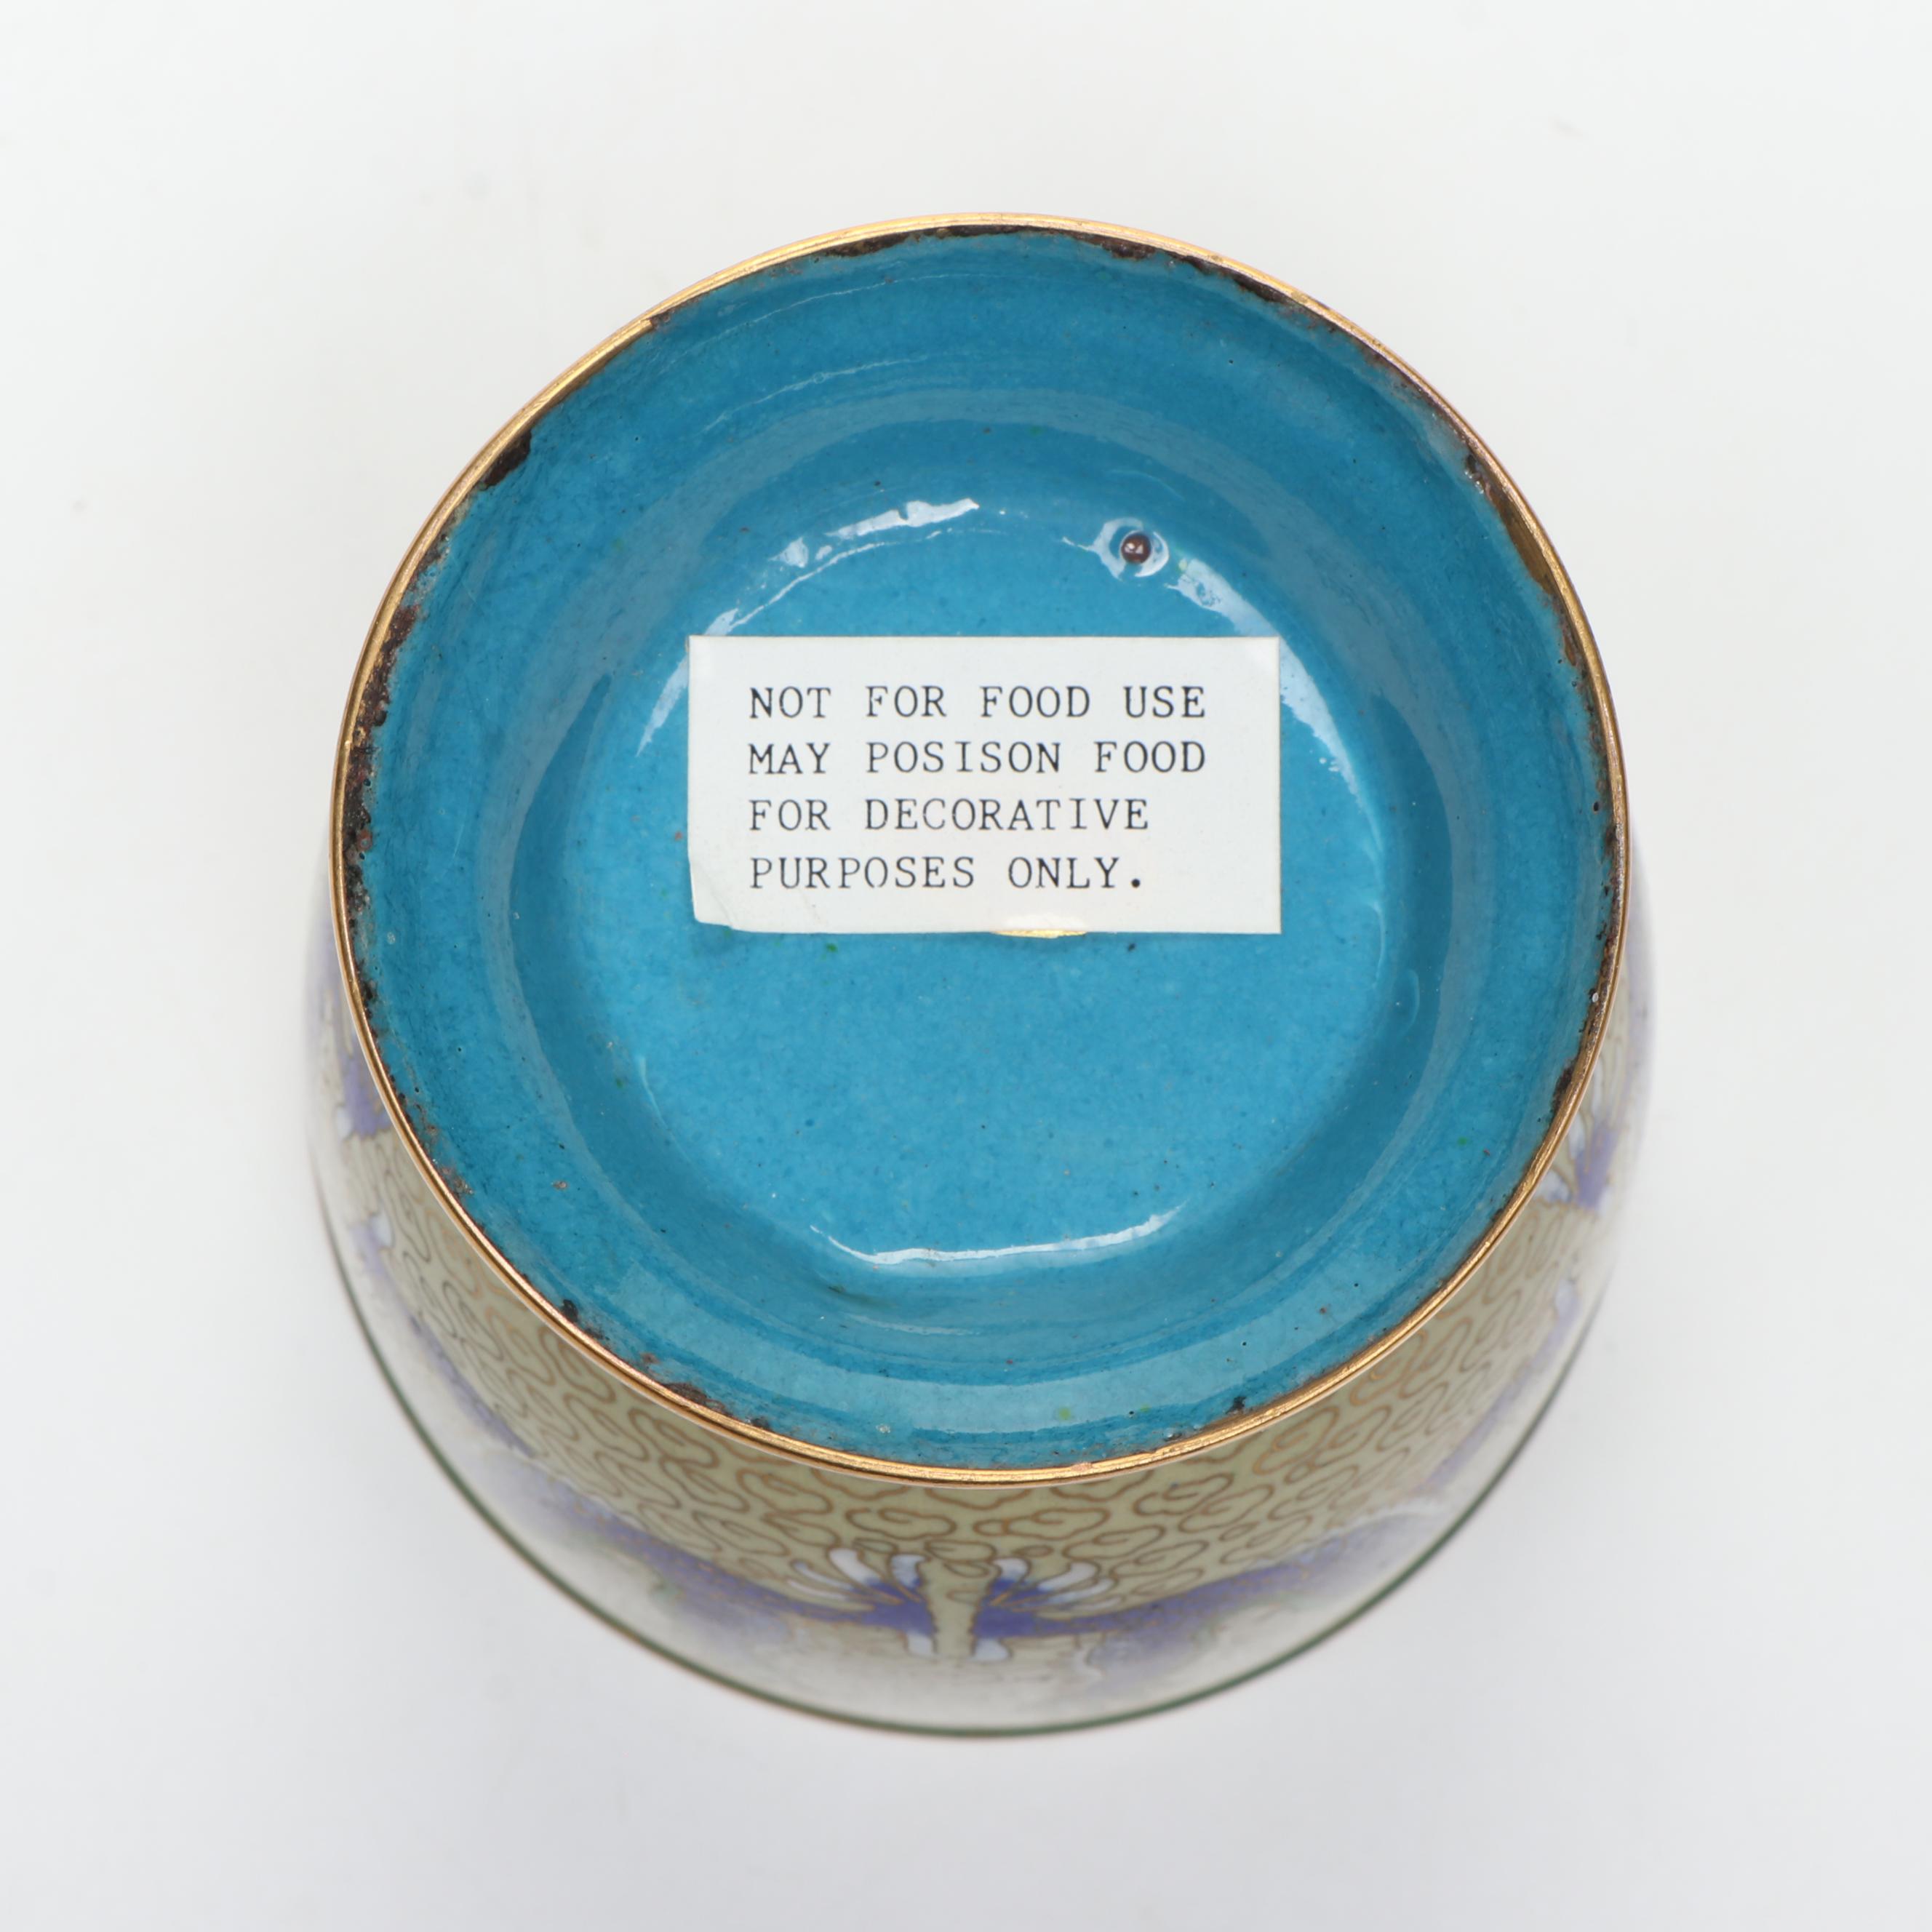 NOT FOR FOOD USE
MAY POSISON FOOD
FOR DECORATIVE
PURPOSES ONLY.